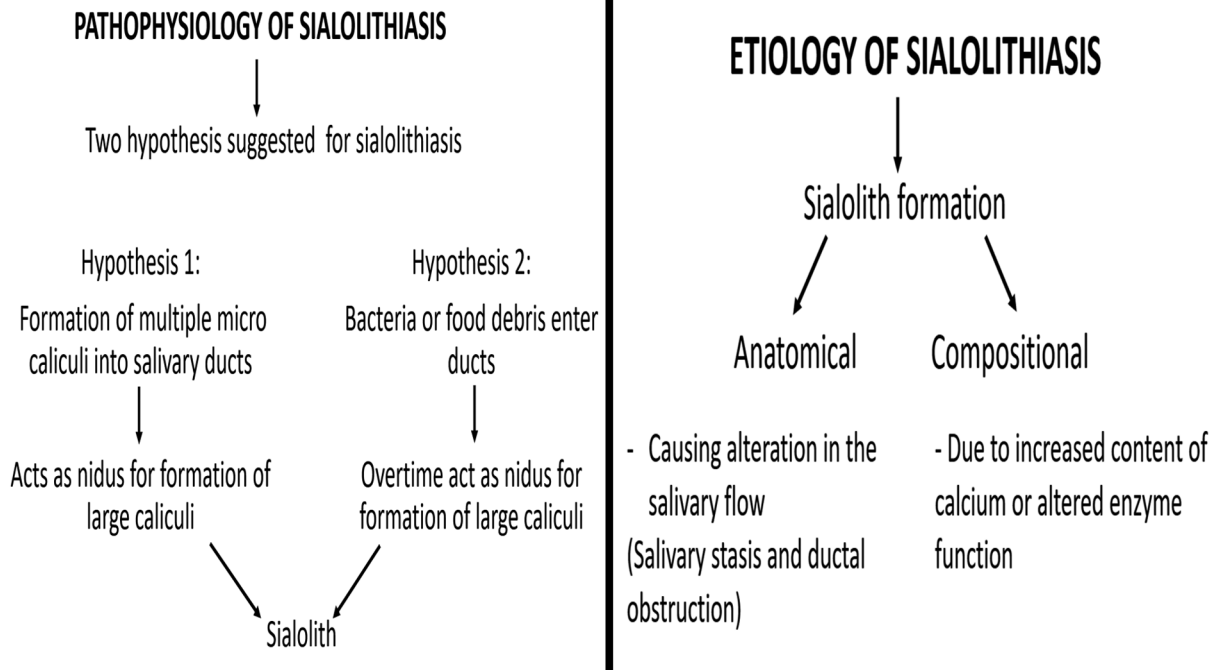 PATHOPHYSIOLOGY OF SIALOLITHIASIS
Two hypothesis suggested for sialolithiasis
Hypothesis 1:
Formation of multiple micro
caliculi into salivary ducts
Acts as nidus for formation of
large caliculi
Hypothesis 2:
Bacteria or food debris enter
ducts
Overtime act as nidus for
formation of large caliculi
Sialolith
ETIOLOGY OF SIALOLITHIASIS
Sialolith formation
Anatomical
- Causing alteration in the
salivary flow
(Salivary stasis and ductal
obstruction)
Compositional
- Due to increased content of
calcium or altered enzyme
function